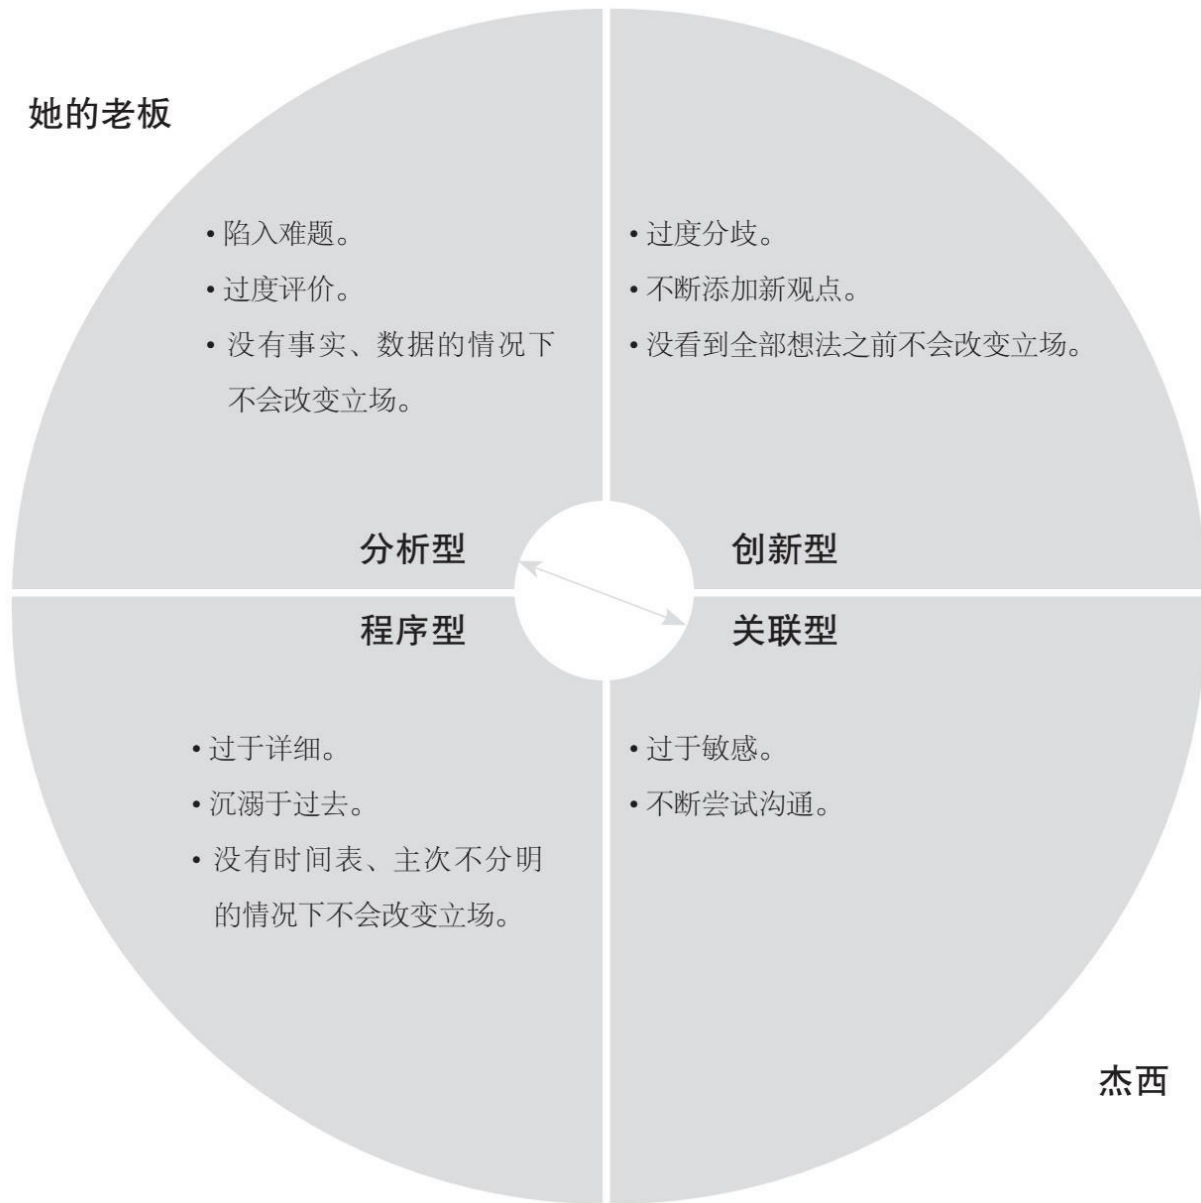 她的老板
• 陷入难题。
• 过度评价。
• 没有事实、数据的情况下
不会改变立场。
分析型
• 过度分歧。
• 不断添加新观点。
• 没看到全部想法之前不会改变立场。
创新型
程序型
• 过于详细。
• 沉溺于过去。
• 没有时间表、主次不分明
的情况下不会改变立场。
关联型
• 过于敏感。
• 不断尝试沟通。
杰西